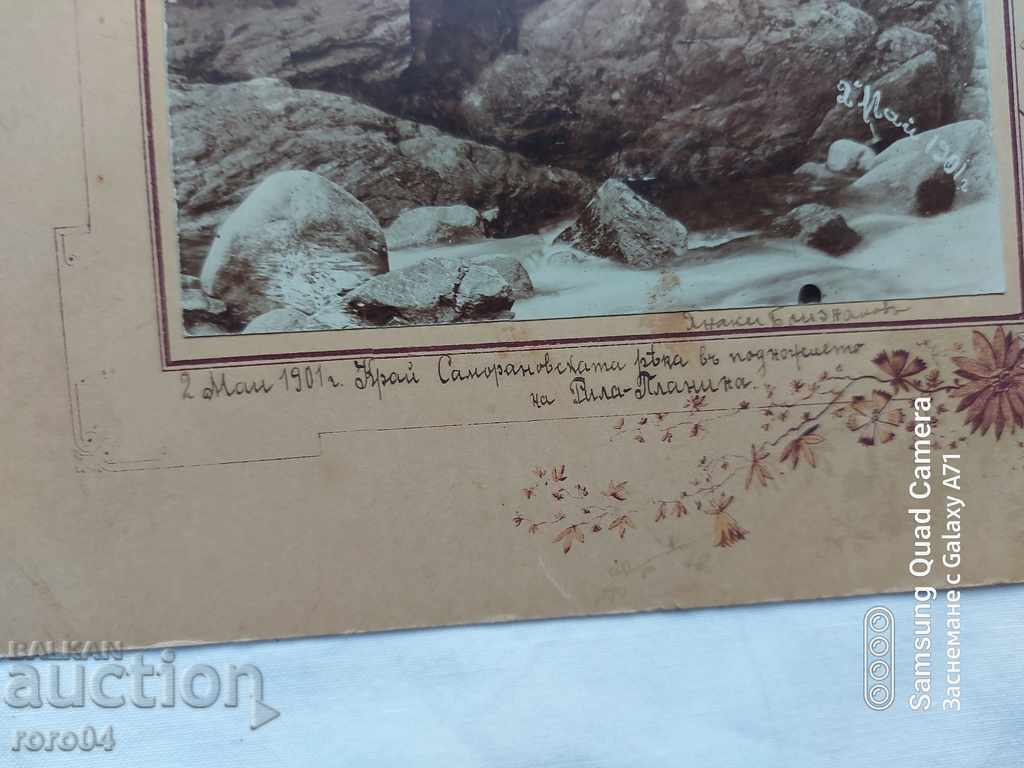 2 Май
1901 г.
Янаки Близнаковъ
2 Май 1901 г. Край Саморановската рѣка въ подножието
на Рила-Планина.
Samsung Quad Camera
Заснемане с Galaxy A71
BALKAN
auction
roro04